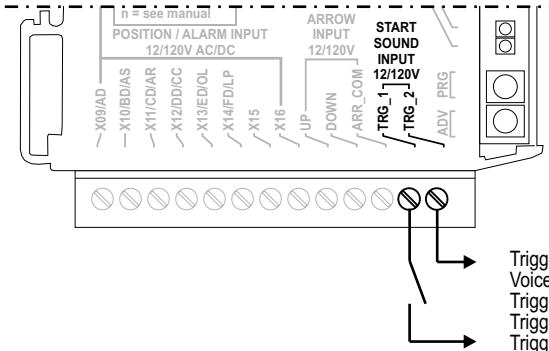 n = see manual
POSITION / ALARM INPUT
12/120V AC/DC
ARROW
INPUT
12/120V
START
SOUND
INPUT
12/120V
X09/AD
X10/BD/AS
X11/CD/AR
X12/DD/CC
X13/ED/OL
X14/FD/LP
X15
X16
UP
DOWN
ARR_COM
TRG_1
TRG_2
ADV
PRG
Trigg
Voice
Trigg
Trigg
Trigg